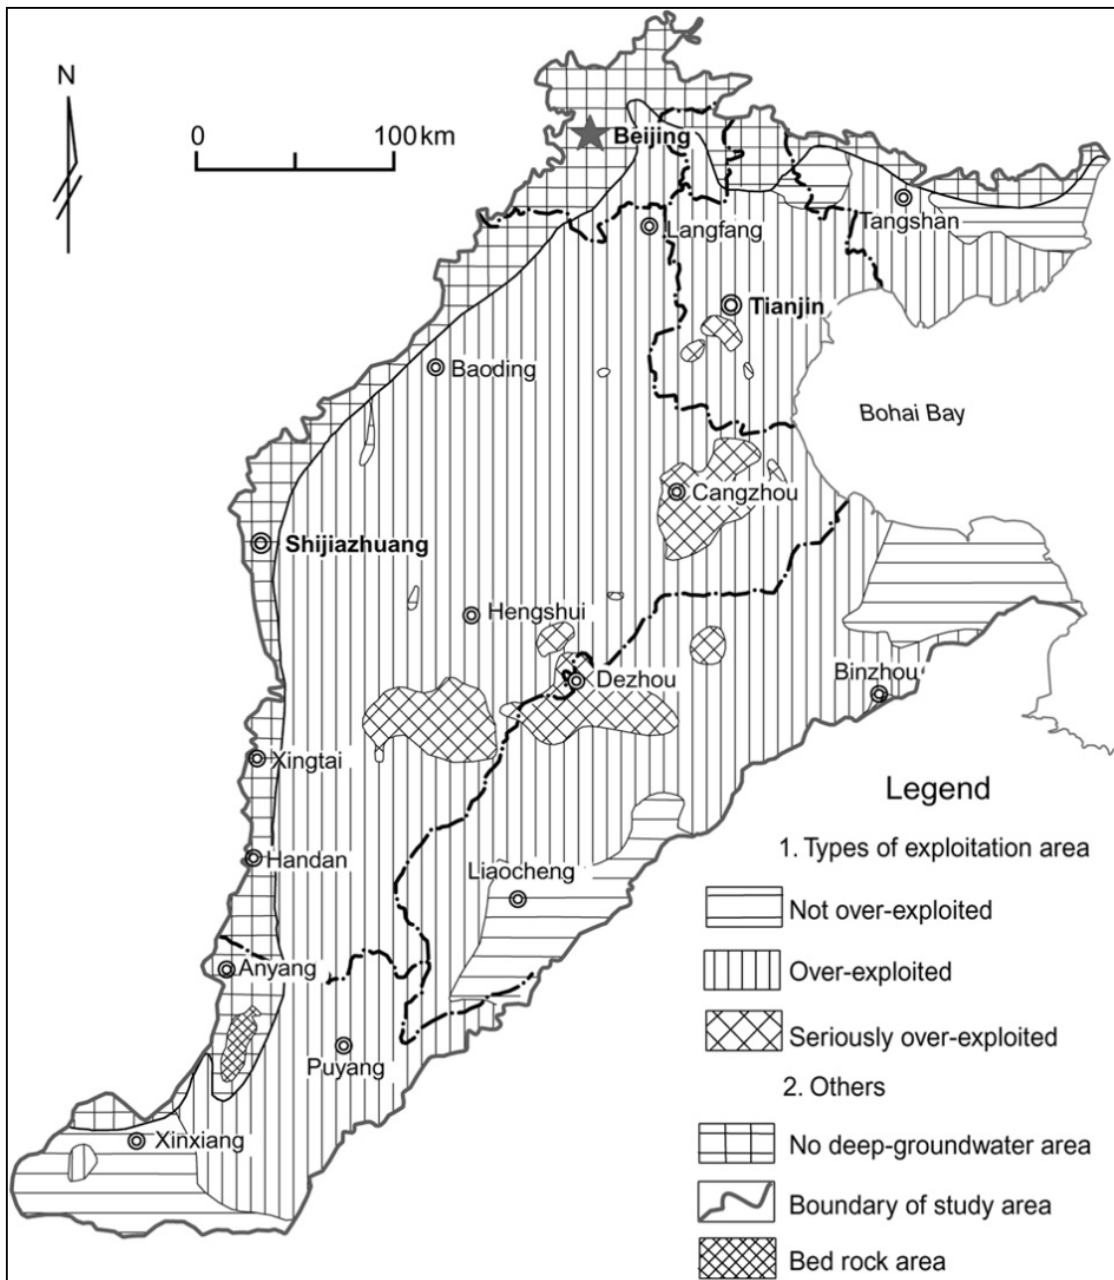 N
0 100 km
Beijing
Langfang
Tangshan
Tianjin
Baoding
Bohai Bay
Cangzhou
Shijiazhuang
Hengshui
Dezhou
Binzhou
Xingtai
Handan
Liaocheng
Anyang
Puyang
Xinxiang
Legend
1. Types of exploitation area
Not over-exploited
Over-exploited
Seriously over-exploited
2. Others
No deep-groundwater area
Boundary of study area
Bed rock area